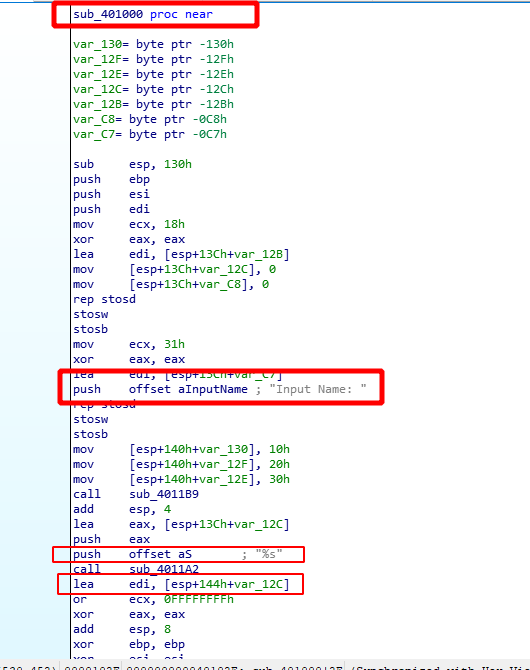 sub_401000 proc near
var_130= byte ptr -130h
var_12F= byte ptr -12Fh
var_12E= byte ptr -12Eh
var_12C= byte ptr -12Ch
var_12B= byte ptr -12Bh
var_C8= byte ptr -0C8h
var_C7= byte ptr -0C7h
sub esp, 130h
push ebp
push esi
push edi
mov ecx, 18h
xor eax, eax
lea edi, [esp+13Ch+var_12B]
mov [esp+13Ch+var_12C], 0
mov [esp+13Ch+var_C8], 0
rep stosd
stosw
stosb
mov ecx, 31h
xor eax, eax
lea edi, [esp+13Ch+var_C7]
push offset aInputName ; "Input Name: "
rep stosd
stosw
stosb
mov [esp+140h+var_130], 10h
mov [esp+140h+var_12F], 20h
mov [esp+140h+var_12E], 30h
call sub_4011B9
add esp, 4
lea eax, [esp+13Ch+var_12C]
push eax
push offset aS ; "%s"
call sub_4011A2
lea edi, [esp+144h+var_12C]
or ecx, 0FFFFFFFFh
xor eax, eax
add esp, 8
xor ebp, ebp
xor esi, esi